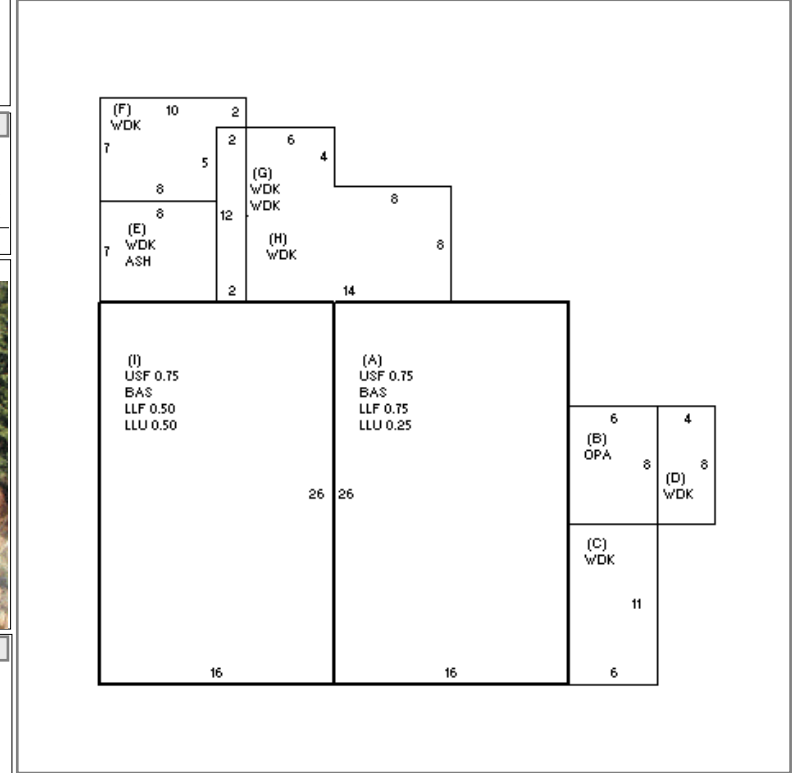 (F) 10 2
WDK
7
5
2 6
4
8
8
(G)
WDK
WDK
8
12
(E)
WDK
ASH
7
(H)
WDK
8
2 14
(I)
USF 0.75
BAS
LLF 0.50
LLU 0.50
(A)
USF 0.75
BAS
LLF 0.75
LLU 0.25
26 26
16 16
6 4
(B)
OPA
8 8
(D)
WDK
(C)
WDK
11
6